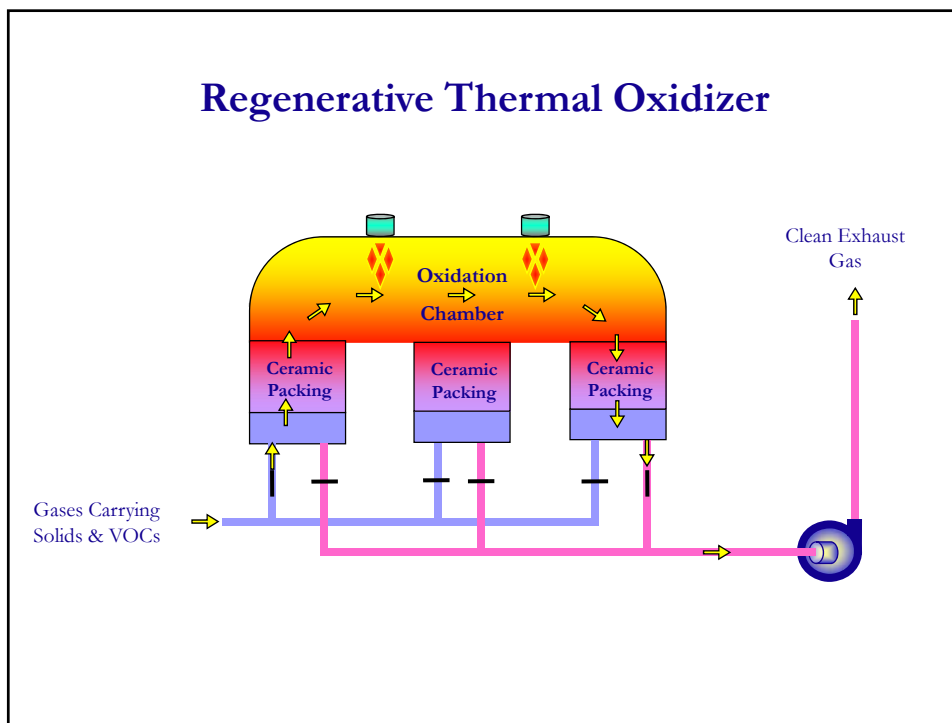 Regenerative Thermal Oxidizer
Clean Exhaust
Gas
Oxidation
Chamber
Ceramic
Packing
Ceramic
Packing
Ceramic
Packing
Gases Carrying
Solids & VOCs